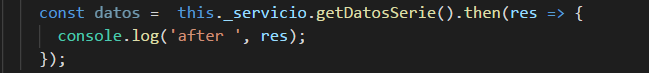 const datos =  this._servicio.getDatosSerie().then(res => {
  console.log('after ', res);
});